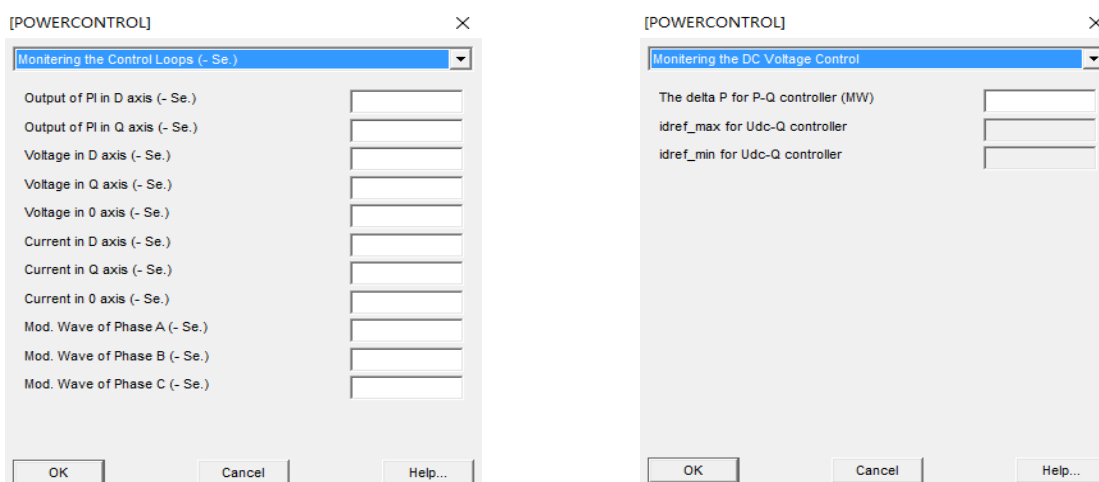 [POWERCONTROL]
Monitering the Control Loops (- Se.)
Output of PI in D axis (- Se.)
Output of PI in Q axis (- Se.)
Voltage in D axis (- Se.)
Voltage in Q axis (- Se.)
Voltage in 0 axis (- Se.)
Current in D axis (- Se.)
Current in Q axis (- Se.)
Current in 0 axis (- Se.)
Mod. Wave of Phase A (- Se.)
Mod. Wave of Phase B (- Se.)
Mod. Wave of Phase C (- Se.)
OK Cancel Help...
[POWERCONTROL]
Monitering the DC Voltage Control
The delta P for P-Q controller (MW)
idref_max for Udc-Q controller
idref_min for Udc-Q controller
OK Cancel Help...